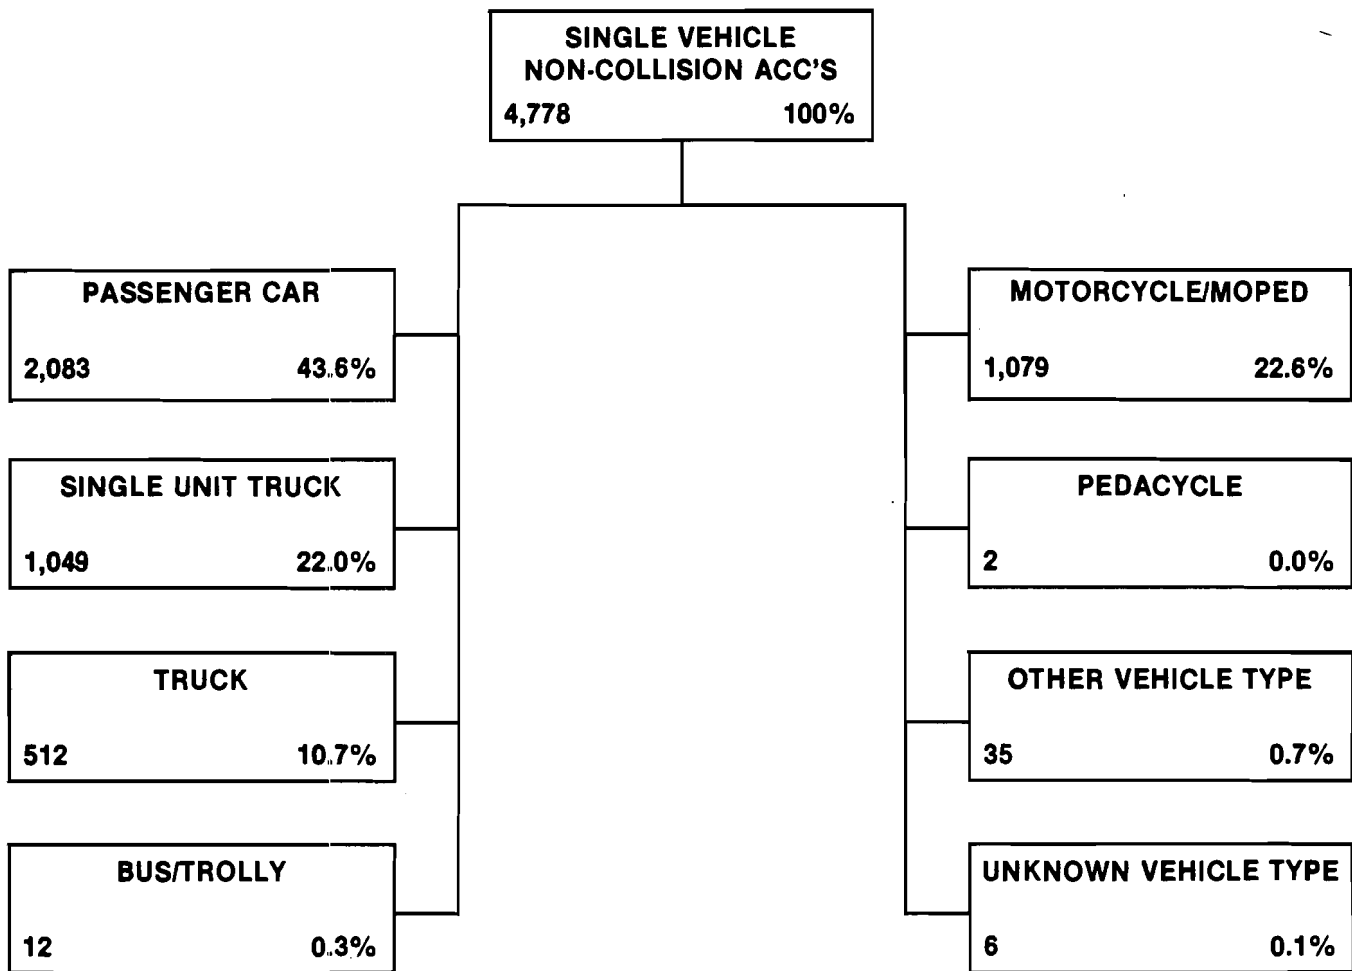 SINGLE VEHICLE
NON-COLLISION ACC'S
4,778 100%
PASSENGER CAR
2,083 43.6%
SINGLE UNIT TRUCK
1,049 22.0%
TRUCK
512 10.7%
BUS/TROLLY
12 0.3%
MOTORCYCLE/MOPED
1,079 22.6%
PEDACYCLE
2 0.0%
OTHER VEHICLE TYPE
35 0.7%
UNKNOWN VEHICLE TYPE
6 0.1%